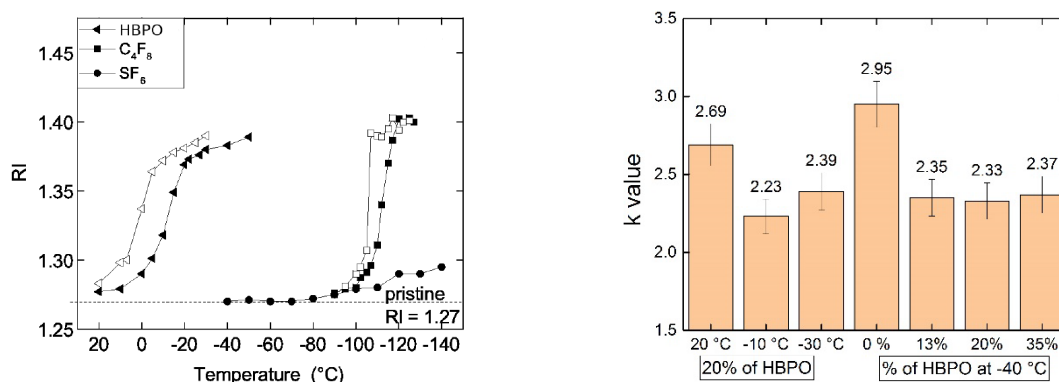 HBPO
C₄F₈
SF₆
RI
1.45
1.40
1.35
1.30
1.25
pristine
RI = 1.27
20 0 -20 -40 -60 -80 -100 -120 -140
Temperature (°C)
k value
3.5
3.0
2.5
2.0
1.5
2.69
2.23
2.39
2.95
2.35
2.33
2.37
20 °C -10 °C -30 °C 0 % 13% 20% 35%
20% of HBPO
% of HBPO at -40 °C